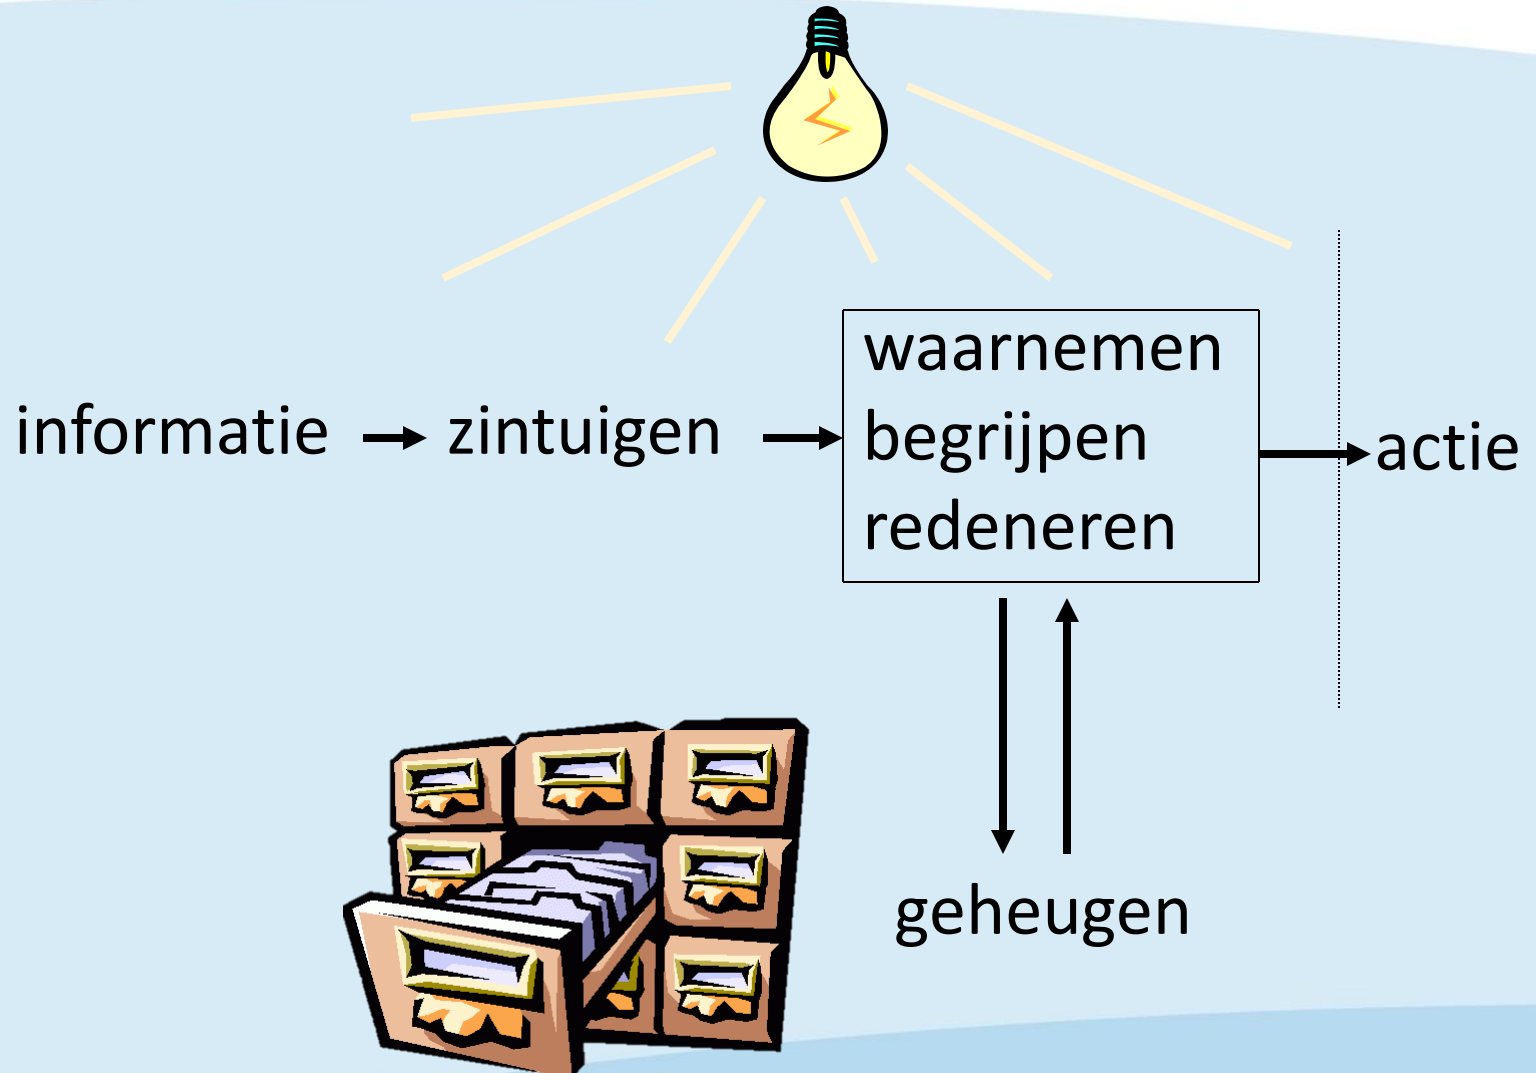 informatie
zintuigen
waarnemen
begrijpen
redeneren
actie
geheugen